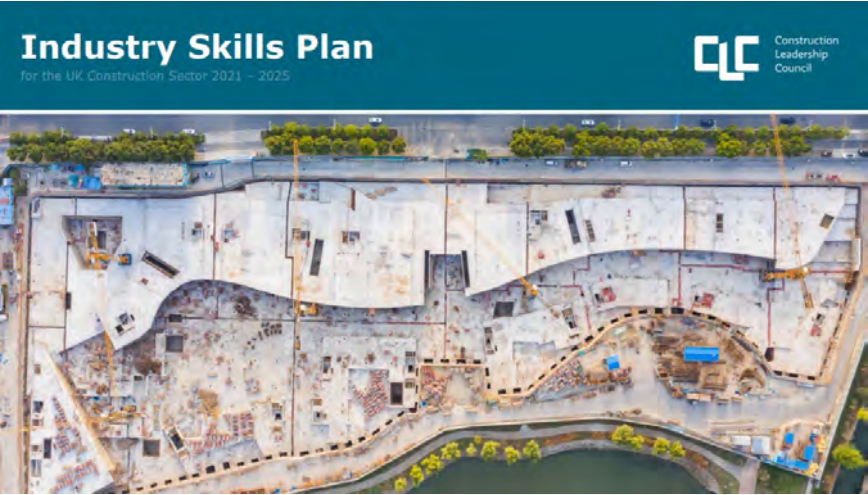 Industry Skills Plan
for the UK Construction Sector 2021 – 2025
CLC
Construction
Leadership
Council